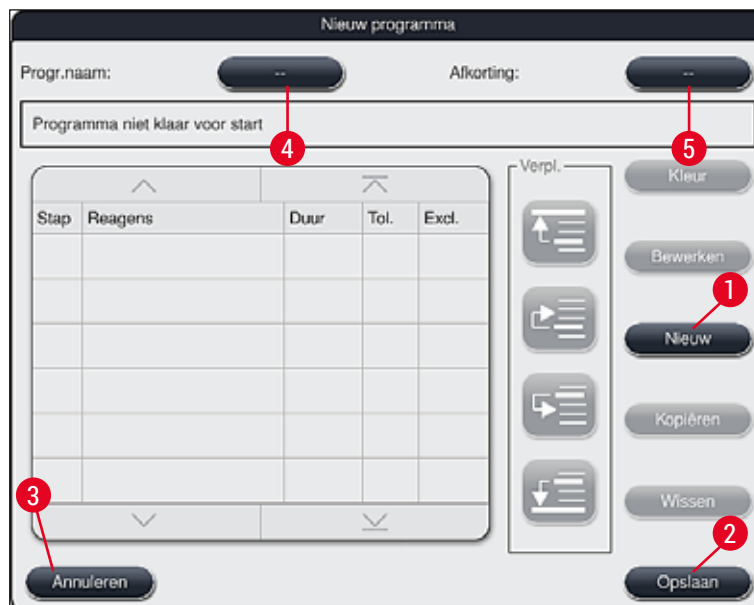 Nieuw programma
Progr.naam: -- Afkorting: --
4 5
Programma niet klaar voor start
Verpl. Kleur
Stap Reagens Duur Tol. Excl.
Bewerken
1
Nieuw
Kopiëren
3
Wissen
2
Annuleren Opslaan